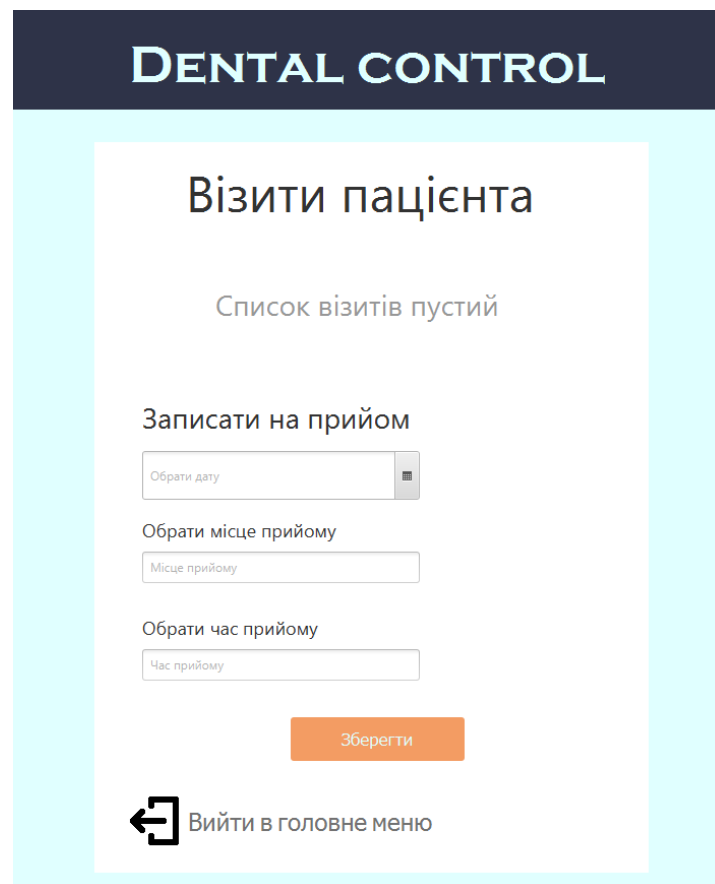 DENTAL CONTROL
Візити пацієнта
Список візитів пустий
Записати на прийом
Обрати дату
Обрати місце прийому
Місце прийому
Обрати час прийому
Час прийому
Зберегти
Вийти в головне меню